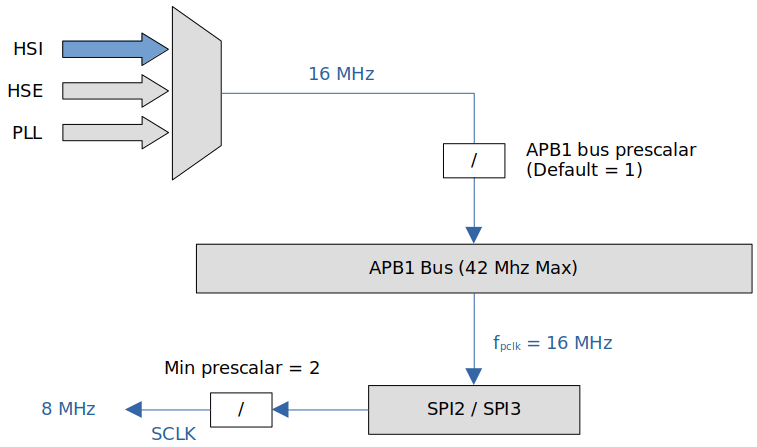 HSI
HSE
PLL
16 MHz
/
APB1 bus prescalar
(Default = 1)
APB1 Bus (42 Mhz Max)
fpclk = 16 MHz
Min prescalar = 2
8 MHz
/
SPI2 / SPI3
SCLK